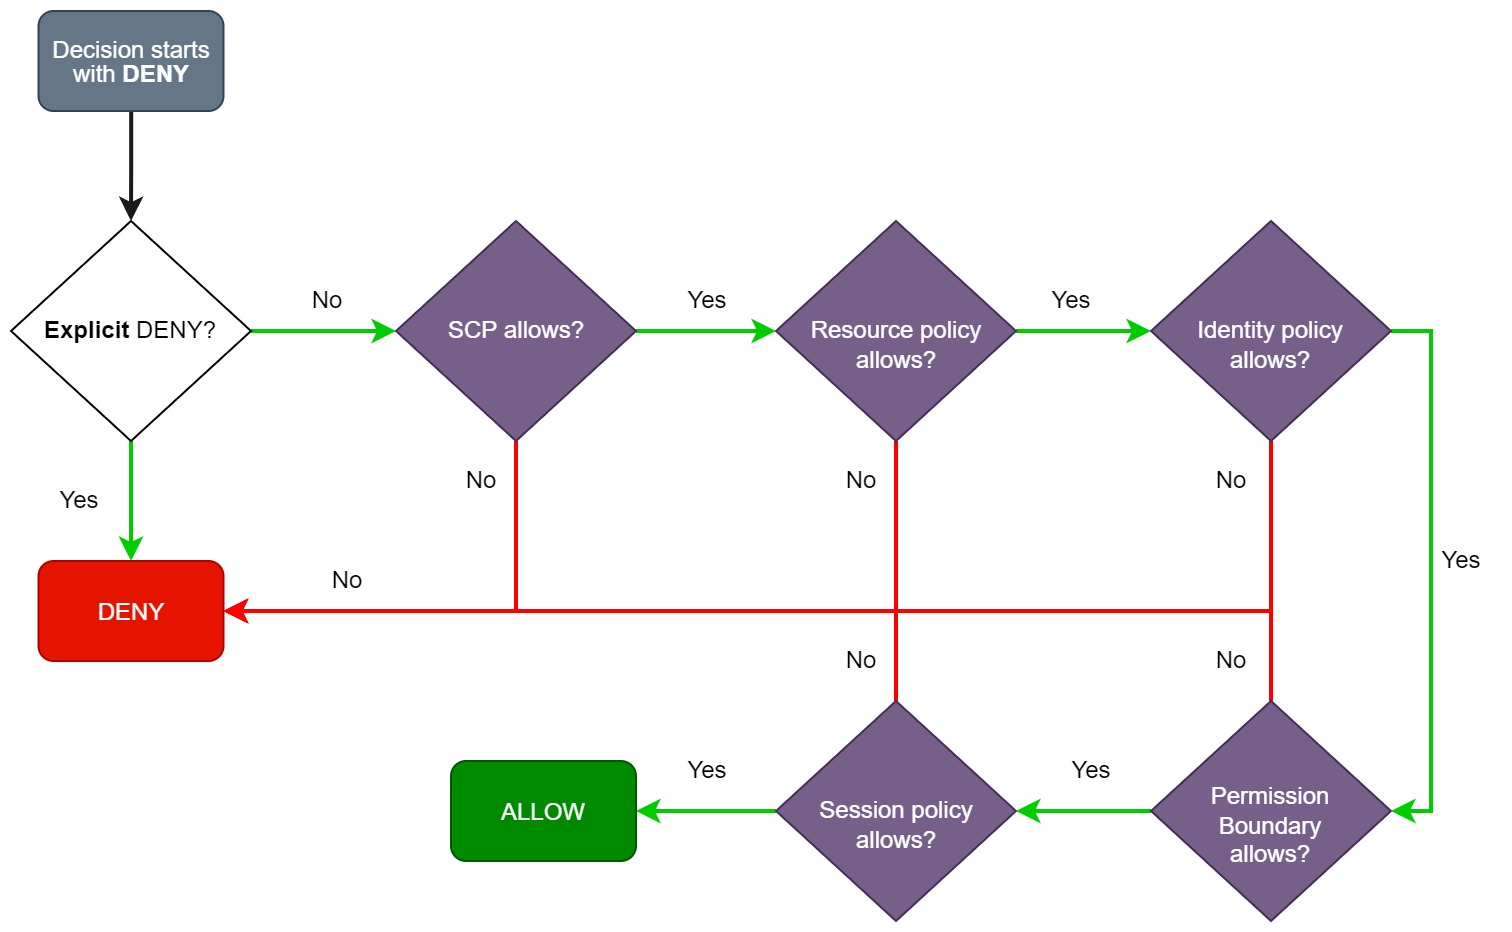 Decision starts
with DENY
Explicit DENY?
No
SCP allows?
Yes
Resource policy
allows?
Yes
Identity policy
allows?
Yes
No
No
No
Yes
DENY
No
No
No
ALLOW
Yes
Session policy
allows?
Yes
Permission
Boundary
allows?